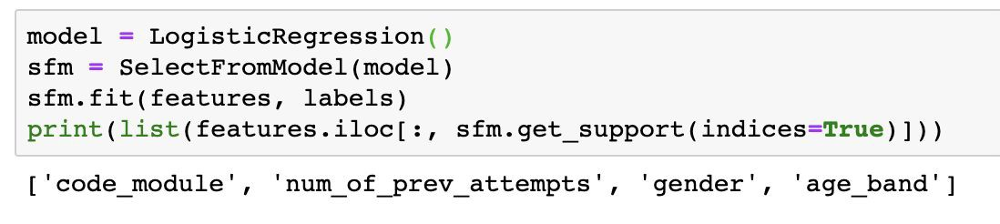 model = LogisticRegression()
sfm = SelectFromModel(model)
sfm.fit(features, labels)
print(list(features.iloc[:, sfm.get_support(indices=True)]))
['code_module', 'num_of_prev_attempts', 'gender', 'age_band']